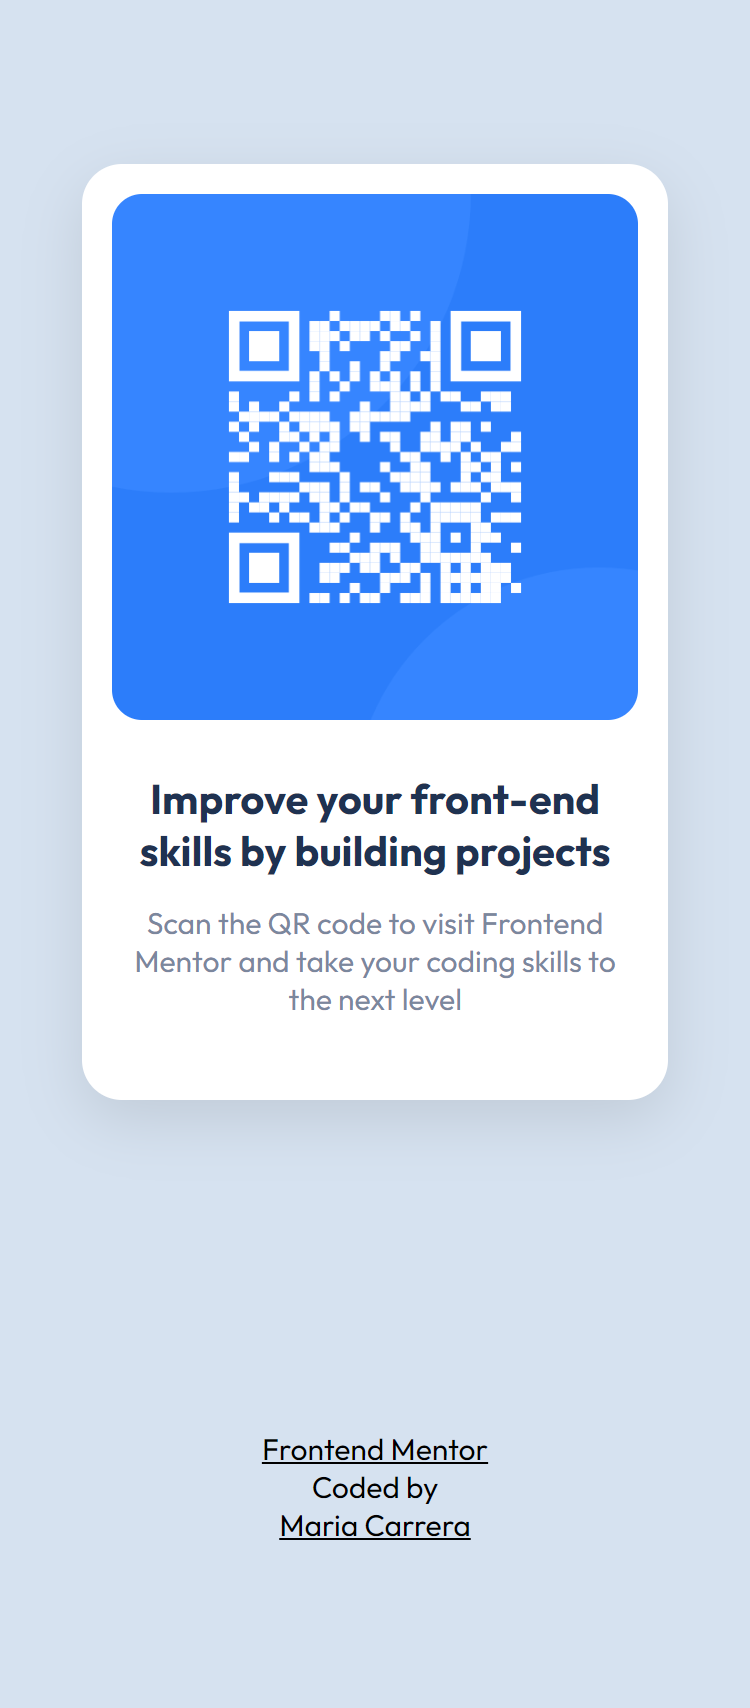 Improve your front-end
skills by building projects
Scan the QR code to visit Frontend
Mentor and take your coding skills to
the next level
Frontend Mentor
Coded by
Maria Carrera